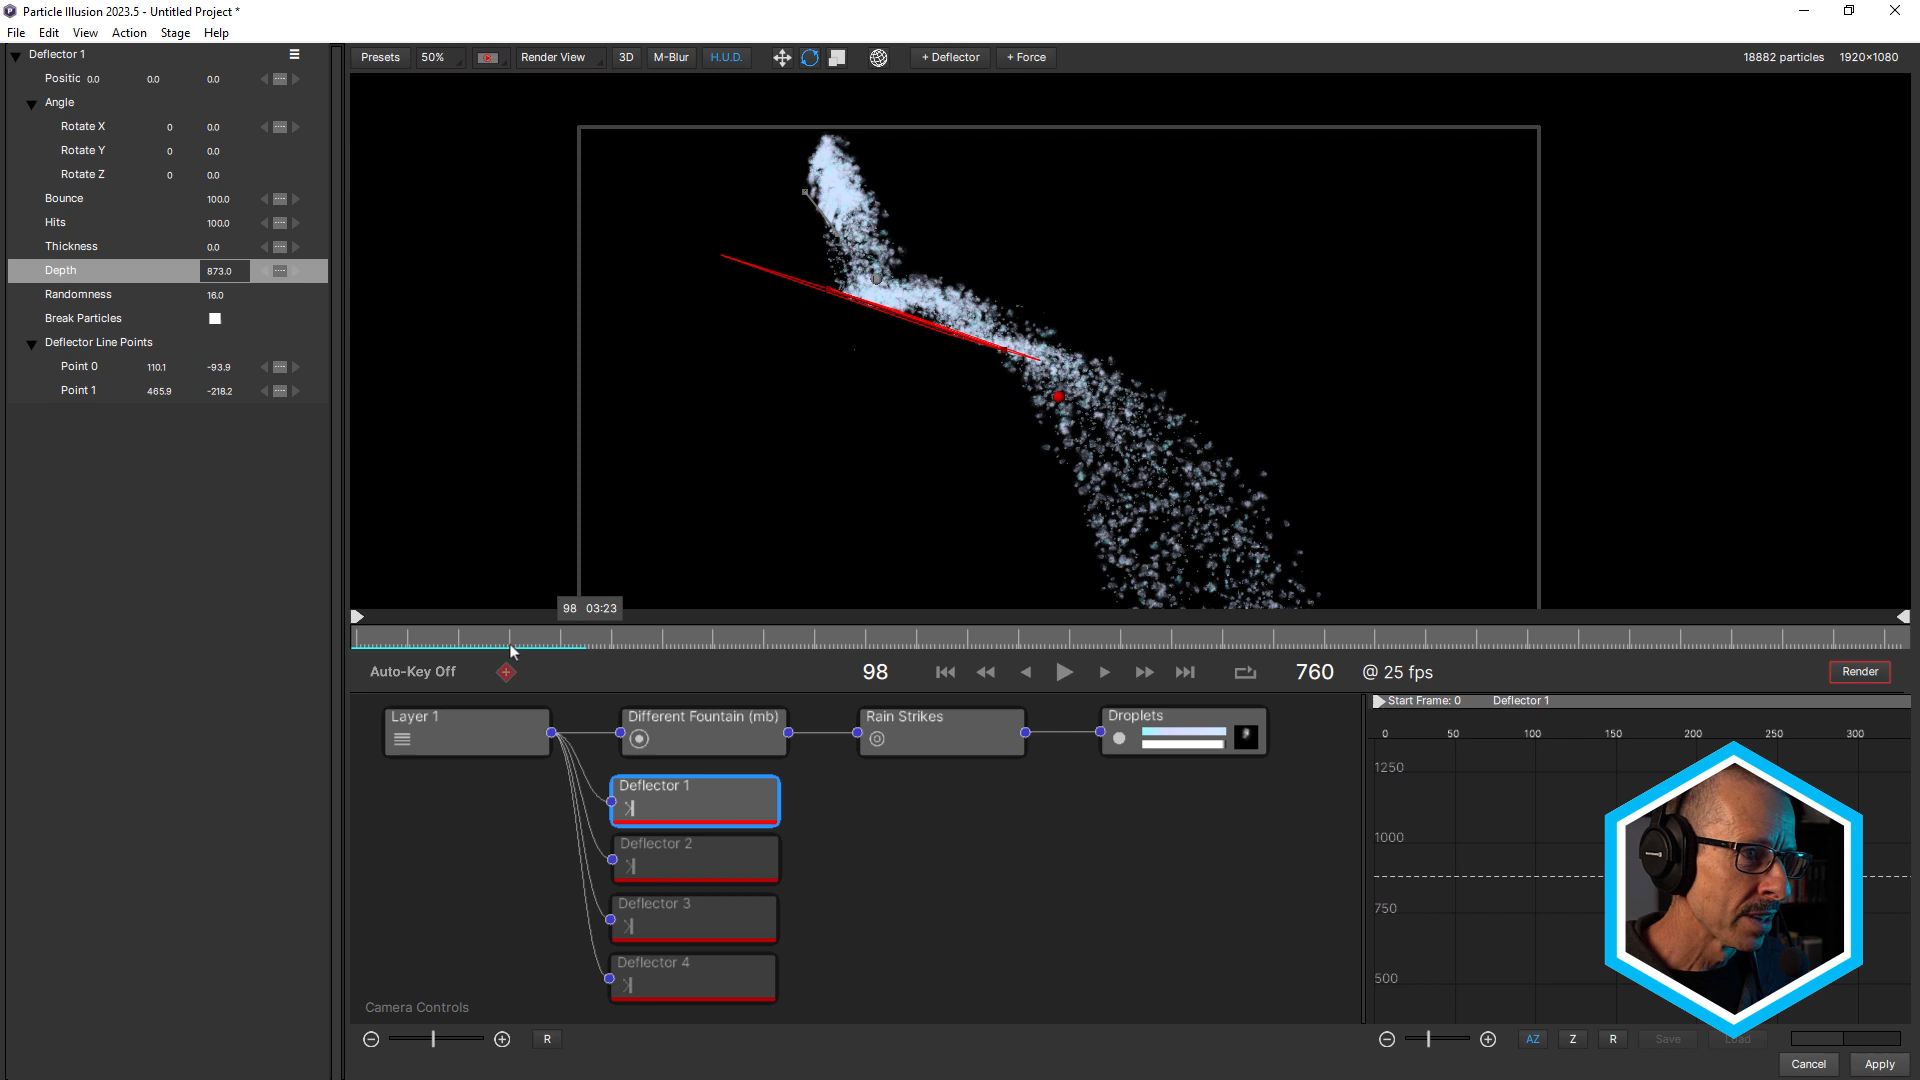 Particle Illusion 2023.5 - Untitled Project *
File Edit View Action Stage Help
Deflector 1
Presets 50% Render View 3D M-Blur H.U.D. + Deflector + Force 18882 particles 1920×1080
Positic 0.0 0.0 0.0
Angle
Rotate X 0 0.0
Rotate Y 0 0.0
Rotate Z 0 0.0
Bounce 100.0
Hits 100.0
Thickness 0.0
Depth 873.0
Randomness 16.0
Break Particles
Deflector Line Points
Point 0 110.1 -93.9
Point 1 465.9 -218.2
98 03:23
Auto-Key Off 98 760 @ 25 fps Render
Start Frame: 0 Deflector 1
0 50 100 150 200 250 300
1250
1000
750
500
Layer 1
Different Fountain (mb)
Rain Strikes
Droplets
Deflector 1
Deflector 2
Deflector 3
Deflector 4
Camera Controls
R
AZ Z R Save Load
Cancel Apply